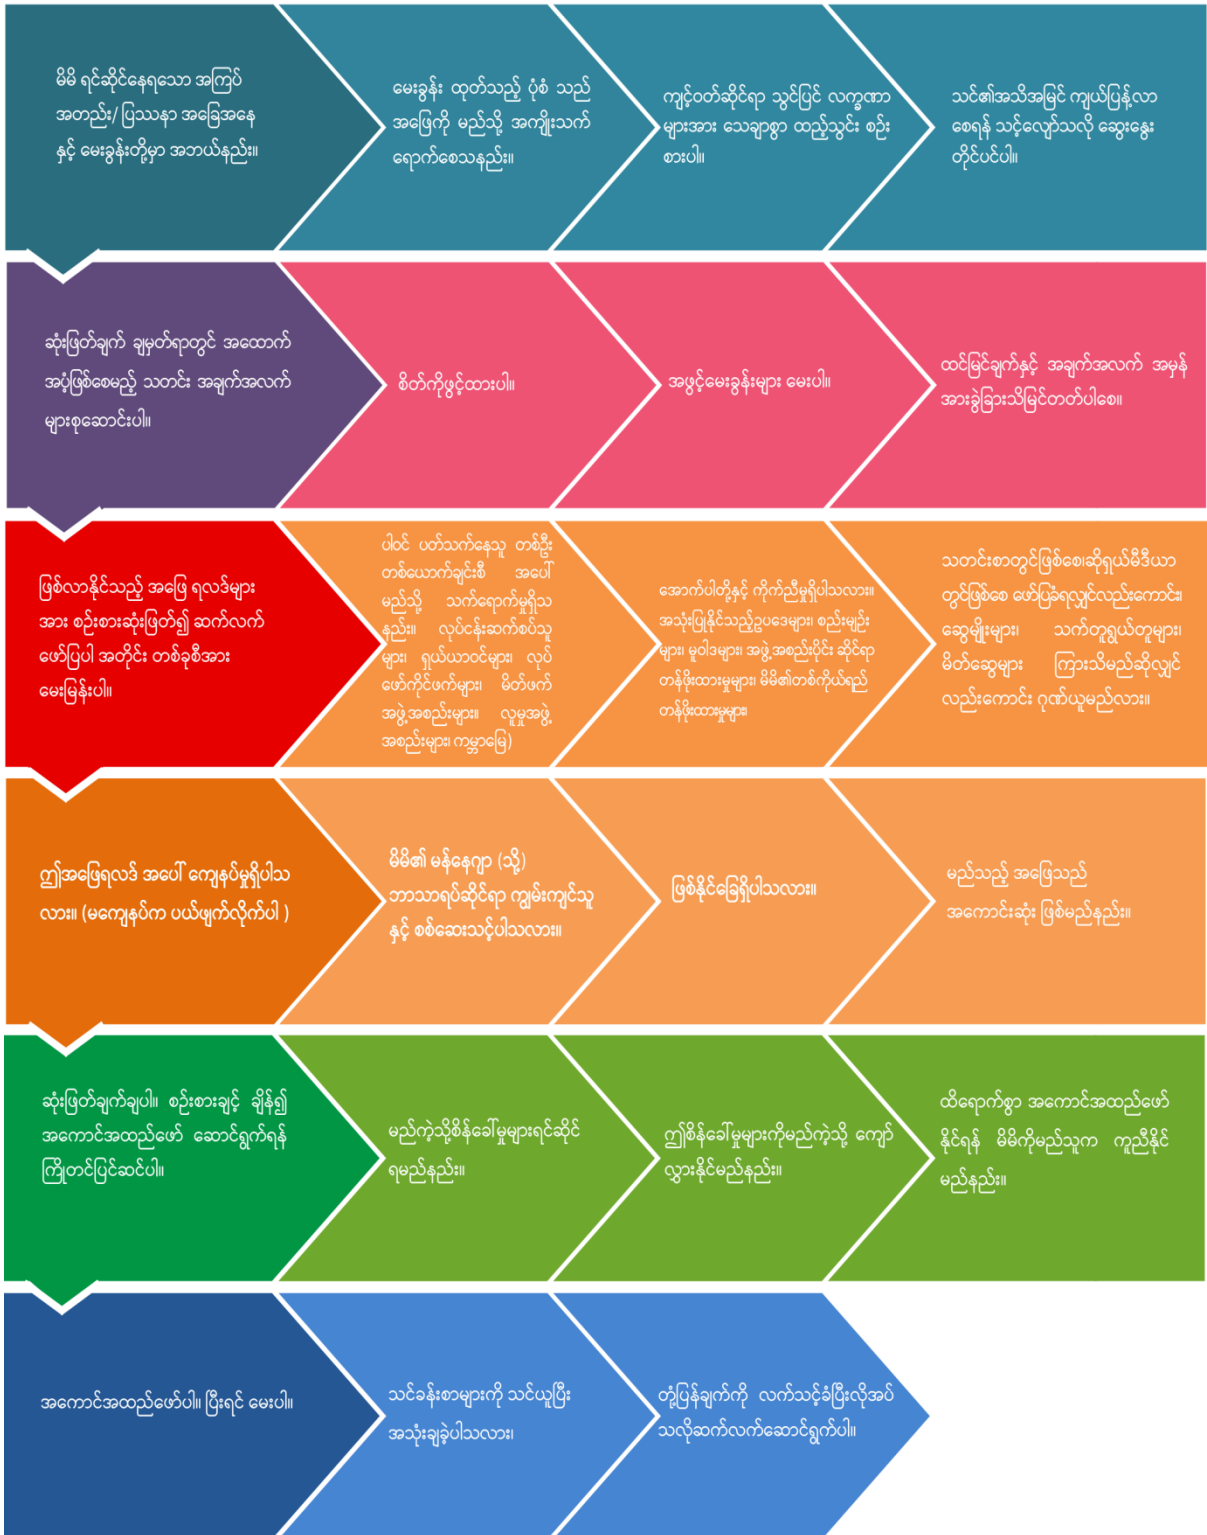 မိမိ ရင်ဆိုင်နေရသော အကြပ်
အတည်း/ ပြဿနာ အခြေအနေ
နှင့် မေးခွန်းတို့မှာ အဘယ်နည်း။
မေးခွန်း ထုတ်သည့် ပုံစံ သည်
အဖြေကို မည်သို့ အကျိုးသက်
ရောက်စေသနည်း။
ကျင့်ဝတ်ဆိုင်ရာ သွင်ပြင် လက္ခဏာ
များအား သေချာစွာ ထည့်သွင်း စဉ်း
စားပါ။
သင်၏အသိအမြင် ကျယ်ပြန့်လာ
စေရန် သင့်လျော်သလို ဆွေးနွေး
တိုင်ပင်ပါ။
ဆုံးဖြတ်ချက် ချမှတ်ရာတွင် အထောက်
အပံ့ဖြစ်စေမည့် သတင်း အချက်အလက်
များစုဆောင်းပါ။
စိတ်ကိုဖွင့်ထားပါ။
အဖွင့်မေးခွန်းများ မေးပါ။
ထင်မြင်ချက်နှင့် အချက်အလက် အမှန်
အားခွဲခြားသိမြင်တတ်ပါစေ။
ဖြစ်လာနိုင်သည့် အဖြေ ရလဒ်များ
အား စဉ်းစားဆုံးဖြတ်၍ ဆက်လက်
ဖော်ပြပါ အတိုင်း တစ်ခုစီအား
မေးမြန်းပါ။
ပါဝင် ပတ်သက်နေသူ တစ်ဦး
တစ်ယောက်ချင်းစီ အပေါ်
မည်သို့ သက်ရောက်မှုရှိသ
နည်း။ လုပ်ငန်းဆက်စပ်သူ
များ၊ ရှယ်ယာဝင်များ၊ လုပ်
ဖော်ကိုင်ဖက်များ၊ မိတ်ဖက်
အဖွဲ့အစည်းများ။ လူမှုအဖွဲ့
အစည်းများ၊ ကမ္ဘာမြေ)
အောက်ပါတို့နှင့် ကိုက်ညီမှုရှိပါသလား။
အသုံးပြုနိုင်သည့်ဥပဒေများ၊ စည်းမျဉ်း
များ၊ မူဝါဒများ၊ အဖွဲ့အစည်းပိုင်း ဆိုင်ရာ
တန်ဖိုးထားမှုများ၊ မိမိ၏တစ်ကိုယ်ရည်
တန်ဖိုးထားမှုများ၊
သတင်းစာတွင်ဖြစ်စေ၊ဆိုရှယ်မီဒီယာ
တွင်ဖြစ်စေ ဖော်ပြခံရလျှင်လည်းကောင်း၊
ဆွေမျိုးများ၊ သက်တူရွယ်တူများ၊
မိတ်ဆွေများ ကြားသိမည်ဆိုလျှင်
လည်းကောင်း ဂုဏ်ယူမည်လား။
ဤအဖြေရလဒ် အပေါ် ကျေနပ်မှုရှိပါသ
လား။ (မကျေနပ်က ပယ်ဖျက်လိုက်ပါ )
မိမိ၏ မန်နေဂျာ (သို့)
ဘာသာရပ်ဆိုင်ရာ ကျွမ်းကျင်သူ
နှင့် စစ်ဆေးသင့်ပါသလား။
ဖြစ်နိုင်ခြေရှိပါသလား။
မည်သည့် အဖြေသည်
အကောင်းဆုံး ဖြစ်မည်နည်း။
ဆုံးဖြတ်ချက်ချပါ။ စဉ်းစားချင့် ချိန်၍
အကောင်အထည်ဖော် ဆောင်ရွက်ရန်
ကြိုတင်ပြင်ဆင်ပါ။
မည်ကဲ့သို့စိန်ခေါ်မှုများရင်ဆိုင်
ရမည်နည်း။
ဤစိန်ခေါ်မှုများကိုမည်ကဲ့သို့ ကျော်
လွှားနိုင်မည်နည်း။
ထိရောက်စွာ အကောင်အထည်ဖော်
နိုင်ရန် မိမိကိုမည်သူက ကူညီနိုင်
မည်နည်း။
အကောင်အထည်ဖော်ပါ။ ပြီးရင် မေးပါ။
သင်ခန်းစာများကို သင်ယူပြီး
အသုံးချခဲ့ပါသလား၊
တုံ့ပြန်ချက်ကို လက်သင့်ခံပြီးလိုအပ်
သလိုဆက်လက်ဆောင်ရွက်ပါ။